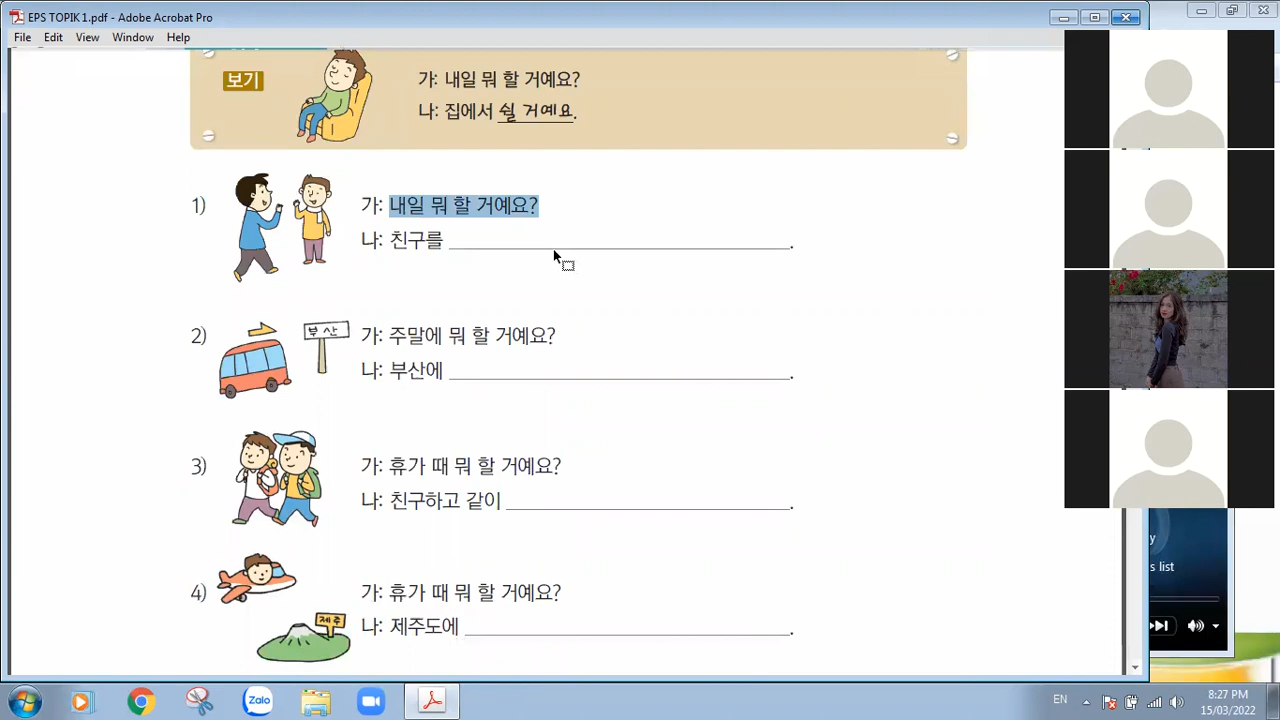 EPS TOPIK 1.pdf - Adobe Acrobat Pro
File Edit View Window Help
보기
가: 내일 뭐 할 거예요?
나: 집에서 쉴 거예요.
1)
가: 내일 뭐 할 거예요?
나: 친구를 .
2)
부산
가: 주말에 뭐 할 거예요?
나: 부산에 .
3)
가: 휴가 때 뭐 할 거예요?
나: 친구하고 같이 .
4)
제주
가: 휴가 때 뭐 할 거예요?
나: 제주도에 .
y
s list
Zalo
EN
8:27 PM
15/03/2022